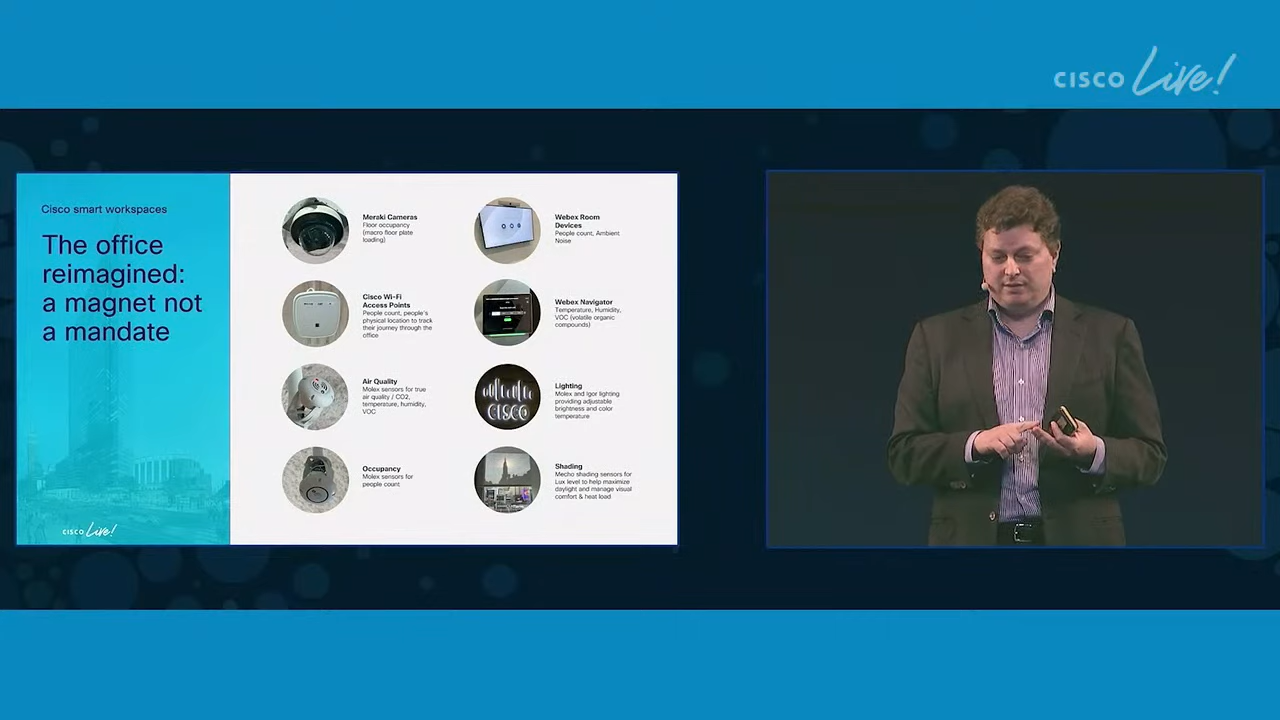 CISCO Live!
Cisco smart workspaces
The office
reimagined:
a magnet not
a mandate
CISCO Live!
Meraki Cameras
Floor occupancy
(macro floor plate
loading)
Cisco Wi-Fi
Access Points
People count, people's
physical location to track
their journey through the
office
Air Quality
Molex sensors for true
air quality / CO2,
temperature, humidity,
VOC
Occupancy
Molex sensors for
people count
Webex Room
Devices
People count, Ambient
Noise
Webex Navigator
Temperature, Humidity,
VOC (volatile organic
compounds)
CISCO
Lighting
Molex and Igor lighting
providing adjustable
brightness and color
temperature
Shading
Mecho shading sensors for
Lux level to help maximize
daylight and manage visual
comfort & heat load